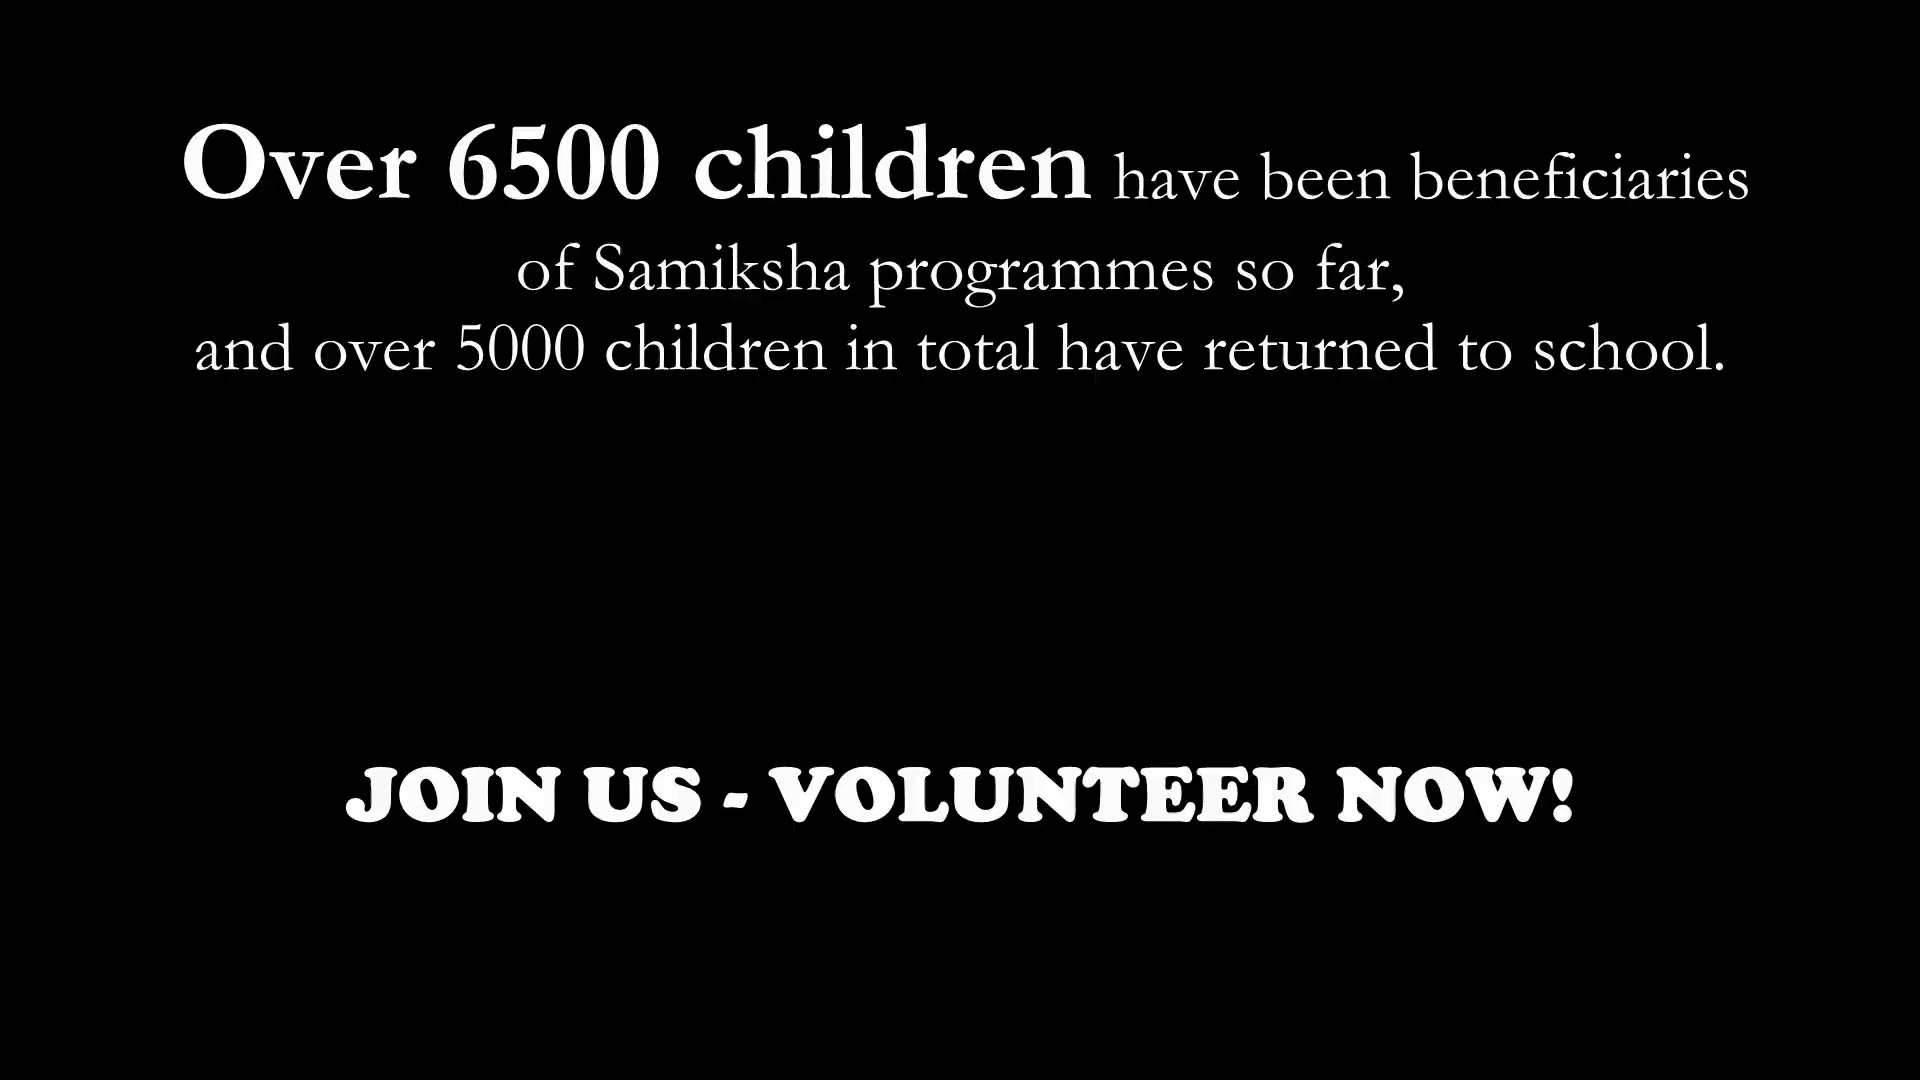 Over 6500 children have been beneficiaries
of Samiksha programmes so far,
and over 5000 children in total have returned to school.
JOIN US - VOLUNTEER NOW!